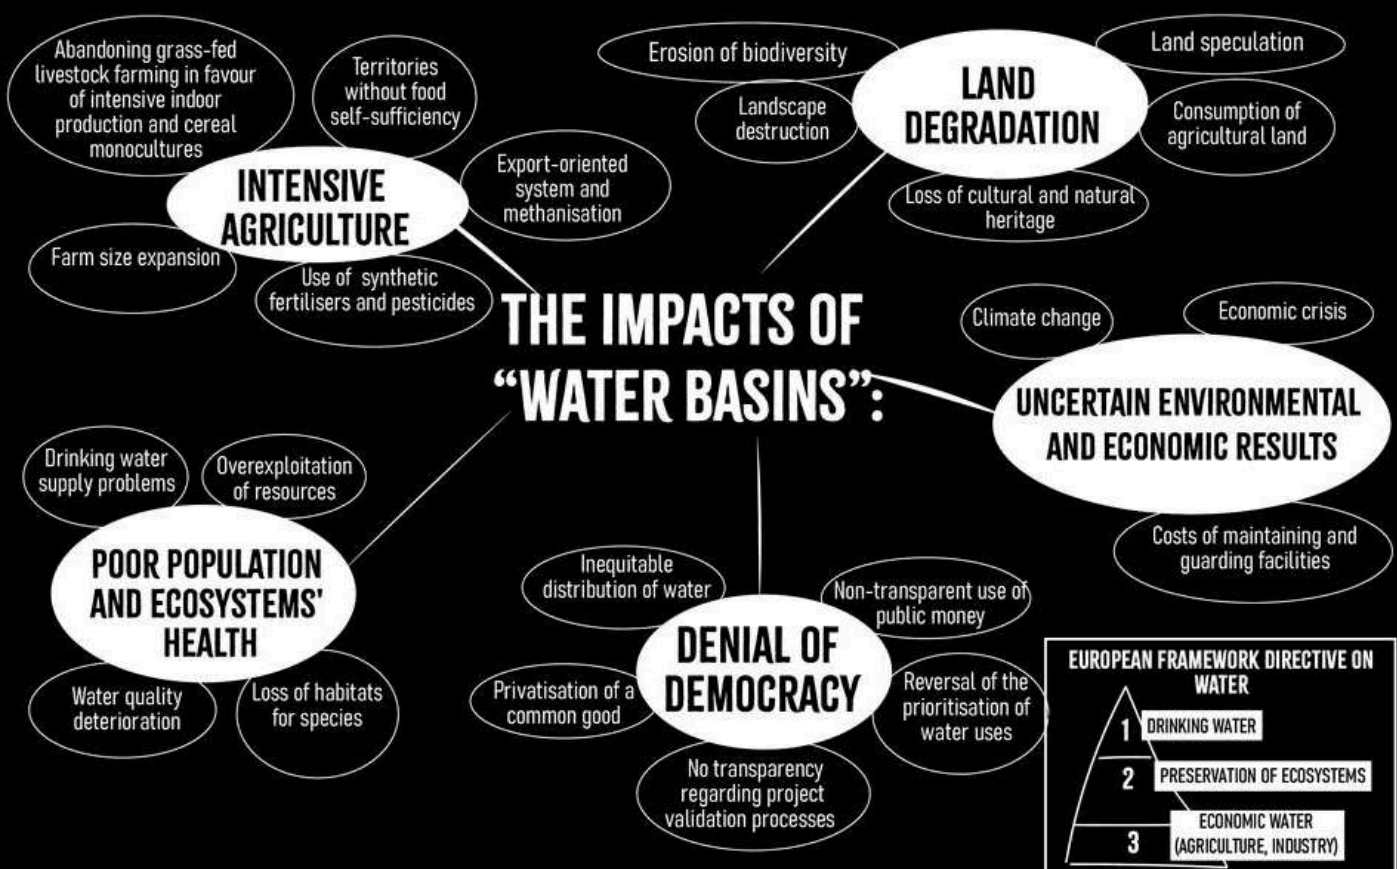 THE IMPACTS OF
“WATER BASINS”:
INTENSIVE
AGRICULTURE
Abandoning grass-fed
livestock farming in favour
of intensive indoor
production and cereal
monocultures
Territories
without food
self-sufficiency
Export-oriented
system and
methanisation
Farm size expansion
Use of synthetic
fertilisers and pesticides
LAND
DEGRADATION
Erosion of biodiversity
Landscape
destruction
Land speculation
Consumption of
agricultural land
Loss of cultural and natural
heritage
UNCERTAIN ENVIRONMENTAL
AND ECONOMIC RESULTS
Climate change
Economic crisis
Costs of maintaining and
guarding facilities
POOR POPULATION
AND ECOSYSTEMS'
HEALTH
Drinking water
supply problems
Overexploitation
of resources
Water quality
deterioration
Loss of habitats
for species
DENIAL OF
DEMOCRACY
Inequitable
distribution of water
Non-transparent use of
public money
Privatisation of a
common good
Reversal of the
prioritisation of
water uses
No transparency
regarding project
validation processes
EUROPEAN FRAMEWORK DIRECTIVE ON
WATER
1 DRINKING WATER
2 PRESERVATION OF ECOSYSTEMS
3 ECONOMIC WATER
(AGRICULTURE, INDUSTRY)